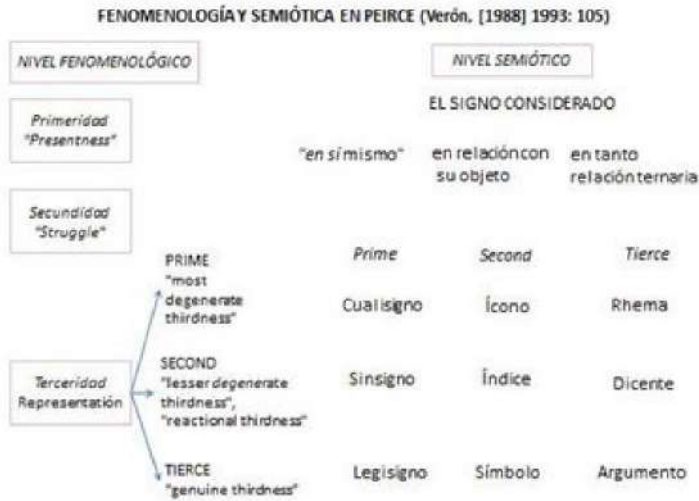 FENOMENOLOGÍA Y SEMIÓTICA EN PEIRCE (Verón, [1988] 1993: 105)
NIVEL FENOMENOLÓGICO
NIVEL SEMIÓTICO
EL SIGNO CONSIDERADO
Primeridad
"Presentness"
"en sí mismo"
en relación con
su objeto
en tanto
relación ternaria
Secundidad
"Struggle"
Prime
Second
Tierce
PRIME
"most
degenerate
thirdness"
Cualisigno
Ícono
Rhema
Terceridad
Representación
SECOND
"lesser degenerate
thirdness",
"reactional thirdness"
Sinsigno
Índice
Dicente
TIERCE
"genuine thirdness"
Legisigno
Símbolo
Argumento